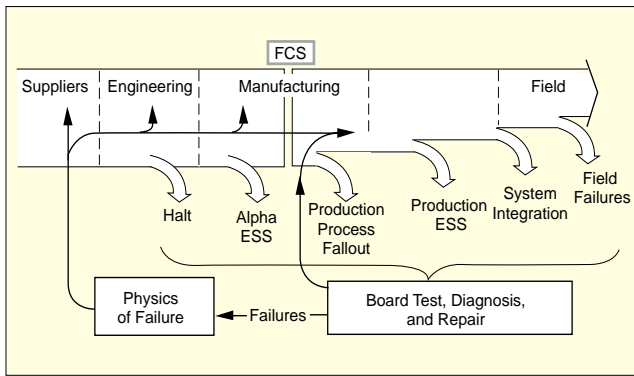 FCS
Suppliers
Engineering
Manufacturing
Field
Halt
Alpha
ESS
Production
Process
Fallout
Production
ESS
System
Integration
Field
Failures
Physics
of Failure
Failures
Board Test, Diagnosis,
and Repair